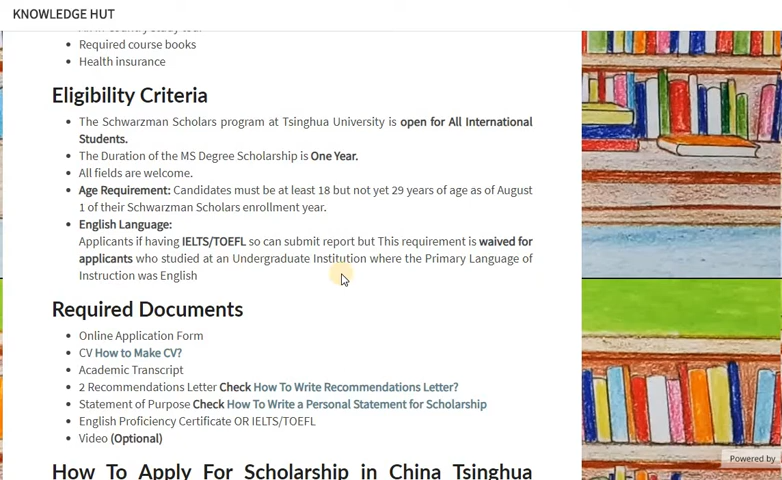 KNOWLEDGE HUT
Required course books
Health insurance
Eligibility Criteria
The Schwarzman Scholars program at Tsinghua University is open for All International
Students.
The Duration of the MS Degree Scholarship is One Year.
All fields are welcome.
Age Requirement: Candidates must be at least 18 but not yet 29 years of age as of August
1 of their Schwarzman Scholars enrollment year.
English Language:
Applicants if having IELTS/TOEFL so can submit report but This requirement is waived for
applicants who studied at an Undergraduate Institution where the Primary Language of
Instruction was English
Required Documents
Online Application Form
CV How to Make CV?
Academic Transcript
2 Recommendations Letter Check How To Write Recommendations Letter?
Statement of Purpose Check How To Write a Personal Statement for Scholarship
English Proficiency Certificate OR IELTS/TOEFL
Video (Optional)
Powered by
How To Apply For Scholarship in China Tsinghua